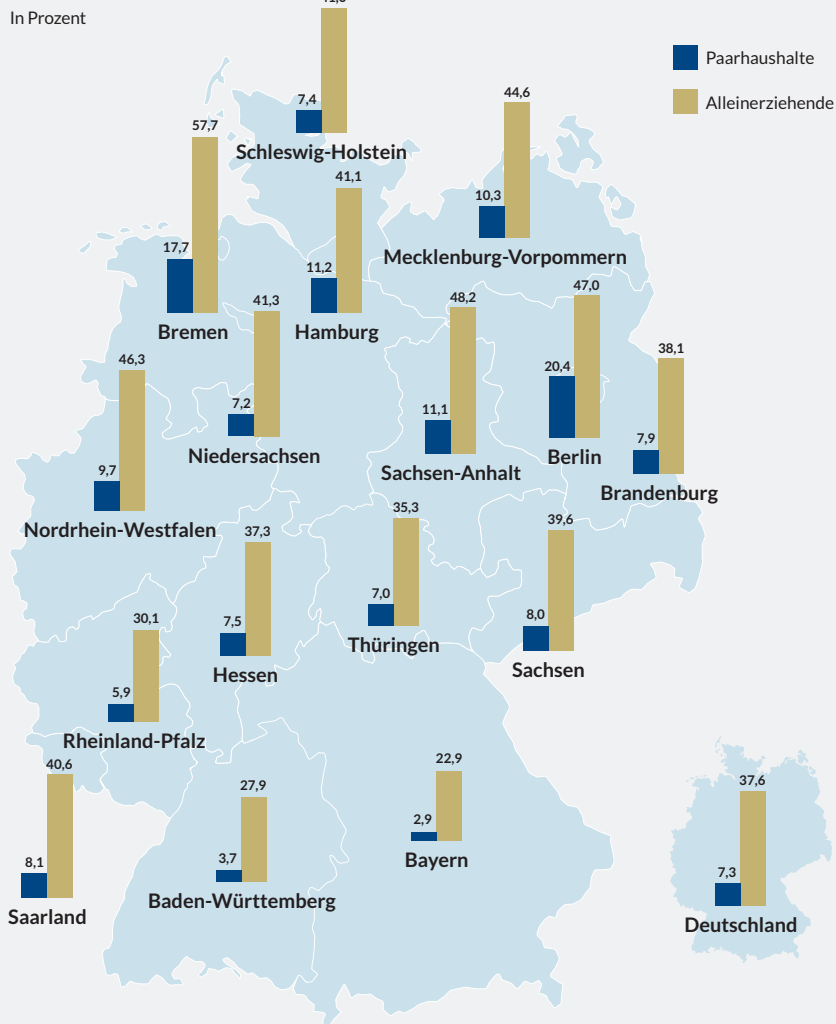 In Prozent
Paarhaushalte
Alleinerziehende
7,4
Schleswig-Holstein
44,6
10,3
Mecklenburg-Vorpommern
57,7
17,7
Bremen
41,1
11,2
Hamburg
41,3
7,2
Niedersachsen
48,2
11,1
Sachsen-Anhalt
47,0
20,4
Berlin
38,1
7,9
Brandenburg
46,3
9,7
Nordrhein-Westfalen
37,3
7,5
Hessen
35,3
7,0
Thüringen
39,6
8,0
Sachsen
30,1
5,9
Rheinland-Pfalz
40,6
8,1
Saarland
27,9
3,7
Baden-Württemberg
22,9
2,9
Bayern
37,6
7,3
Deutschland